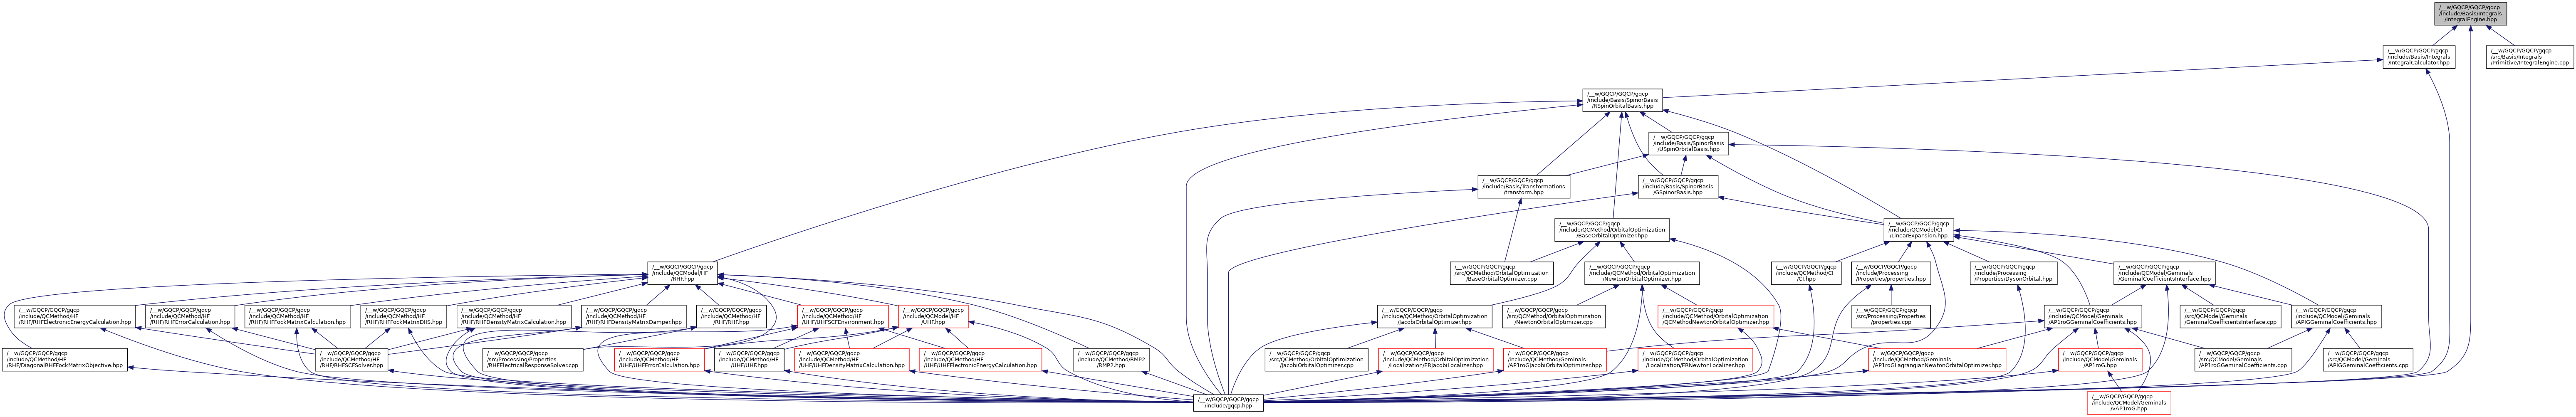 /__w/GQCP/GQCP/gqcp
/include/Basis/Integrals
/IntegralEngine.hpp
/__w/GQCP/GQCP/gqcp
/include/Basis/Integrals
/IntegralCalculator.hpp
/__w/GQCP/GQCP/gqcp
/src/Basis/Integrals
/Primitive/IntegralEngine.cpp
/__w/GQCP/GQCP/gqcp
/include/Basis/SpinorBasis
/RSpinOrbitalBasis.hpp
/__w/GQCP/GQCP/gqcp
/include/Basis/SpinorBasis
/USpinOrbitalBasis.hpp
/__w/GQCP/GQCP/gqcp
/include/Basis/Transformations
/transform.hpp
/__w/GQCP/GQCP/gqcp
/include/Basis/SpinorBasis
/GSpinorBasis.hpp
/__w/GQCP/GQCP/gqcp
/include/QCMethod/OrbitalOptimization
/BaseOrbitalOptimizer.hpp
/__w/GQCP/GQCP/gqcp
/include/QCModel/CI
/LinearExpansion.hpp
/__w/GQCP/GQCP/gqcp
/include/QCModel/HF
/RHF.hpp
/__w/GQCP/GQCP/gqcp
/src/QCMethod/OrbitalOptimization
/BaseOrbitalOptimizer.cpp
/__w/GQCP/GQCP/gqcp
/include/QCMethod/OrbitalOptimization
/NewtonOrbitalOptimizer.hpp
/__w/GQCP/GQCP/gqcp
/include/QCMethod/CI
/CI.hpp
/__w/GQCP/GQCP/gqcp
/include/Processing
/Properties/properties.hpp
/__w/GQCP/GQCP/gqcp
/include/Processing
/Properties/DysonOrbital.hpp
/__w/GQCP/GQCP/gqcp
/include/QCModel/Geminals
/GeminalCoefficientsInterface.hpp
/__w/GQCP/GQCP/gqcp
/include/QCMethod/HF
/RHF/RHFElectronicEnergyCalculation.hpp
/__w/GQCP/GQCP/gqcp
/include/QCMethod/HF
/RHF/RHFErrorCalculation.hpp
/__w/GQCP/GQCP/gqcp
/include/QCMethod/HF
/RHF/RHFFockMatrixCalculation.hpp
/__w/GQCP/GQCP/gqcp
/include/QCMethod/HF
/RHF/RHFFockMatrixDIIS.hpp
/__w/GQCP/GQCP/gqcp
/include/QCMethod/HF
/RHF/RHFDensityMatrixCalculation.hpp
/__w/GQCP/GQCP/gqcp
/include/QCMethod/HF
/RHF/RHFDensityMatrixDamper.hpp
/__w/GQCP/GQCP/gqcp
/include/QCMethod/HF
/RHF/RHF.hpp
/__w/GQCP/GQCP/gqcp
/include/QCMethod/HF
/UHF/UHFSCFEnvironment.hpp
/__w/GQCP/GQCP/gqcp
/include/QCModel/HF
/UHF.hpp
/__w/GQCP/GQCP/gqcp
/include/QCMethod/OrbitalOptimization
/JacobiOrbitalOptimizer.hpp
/__w/GQCP/GQCP/gqcp
/src/QCMethod/OrbitalOptimization
/NewtonOrbitalOptimizer.cpp
/__w/GQCP/GQCP/gqcp
/include/QCMethod/OrbitalOptimization
/QCMethodNewtonOrbitalOptimizer.hpp
/__w/GQCP/GQCP/gqcp
/src/Processing/Properties
/properties.cpp
/__w/GQCP/GQCP/gqcp
/include/QCModel/Geminals
/AP1roGGeminalCoefficients.hpp
/__w/GQCP/GQCP/gqcp
/src/QCModel/Geminals
/GeminalCoefficientsInterface.cpp
/__w/GQCP/GQCP/gqcp
/include/QCModel/Geminals
/APIGGeminalCoefficients.hpp
/__w/GQCP/GQCP/gqcp
/include/QCMethod/HF
/RHF/DiagonalRHFFockMatrixObjective.hpp
/__w/GQCP/GQCP/gqcp
/include/QCMethod/HF
/RHF/RHFSCFSolver.hpp
/__w/GQCP/GQCP/gqcp
/src/Processing/Properties
/RHFElectricalResponseSolver.cpp
/__w/GQCP/GQCP/gqcp
/include/QCMethod/HF
/UHF/UHFErrorCalculation.hpp
/__w/GQCP/GQCP/gqcp
/include/QCMethod/HF
/UHF/UHF.hpp
/__w/GQCP/GQCP/gqcp
/include/QCMethod/HF
/UHF/UHFDensityMatrixCalculation.hpp
/__w/GQCP/GQCP/gqcp
/include/QCMethod/HF
/UHF/UHFElectronicEnergyCalculation.hpp
/__w/GQCP/GQCP/gqcp
/include/QCMethod/RMP2
/RMP2.hpp
/__w/GQCP/GQCP/gqcp
/src/QCMethod/OrbitalOptimization
/JacobiOrbitalOptimizer.cpp
/__w/GQCP/GQCP/gqcp
/include/QCMethod/OrbitalOptimization
/Localization/ERJacobiLocalizer.hpp
/__w/GQCP/GQCP/gqcp
/include/QCMethod/Geminals
/AP1roGJacobiOrbitalOptimizer.hpp
/__w/GQCP/GQCP/gqcp
/include/QCMethod/OrbitalOptimization
/Localization/ERNewtonLocalizer.hpp
/__w/GQCP/GQCP/gqcp
/include/QCMethod/Geminals
/AP1roGLagrangianNewtonOrbitalOptimizer.hpp
/__w/GQCP/GQCP/gqcp
/include/QCModel/Geminals
/AP1roG.hpp
/__w/GQCP/GQCP/gqcp
/src/QCModel/Geminals
/AP1roGGeminalCoefficients.cpp
/__w/GQCP/GQCP/gqcp
/src/QCModel/Geminals
/APIGGeminalCoefficients.cpp
/__w/GQCP/GQCP/gqcp
/include/gqcp.hpp
/__w/GQCP/GQCP/gqcp
/include/QCModel/Geminals
/vAP1roG.hpp